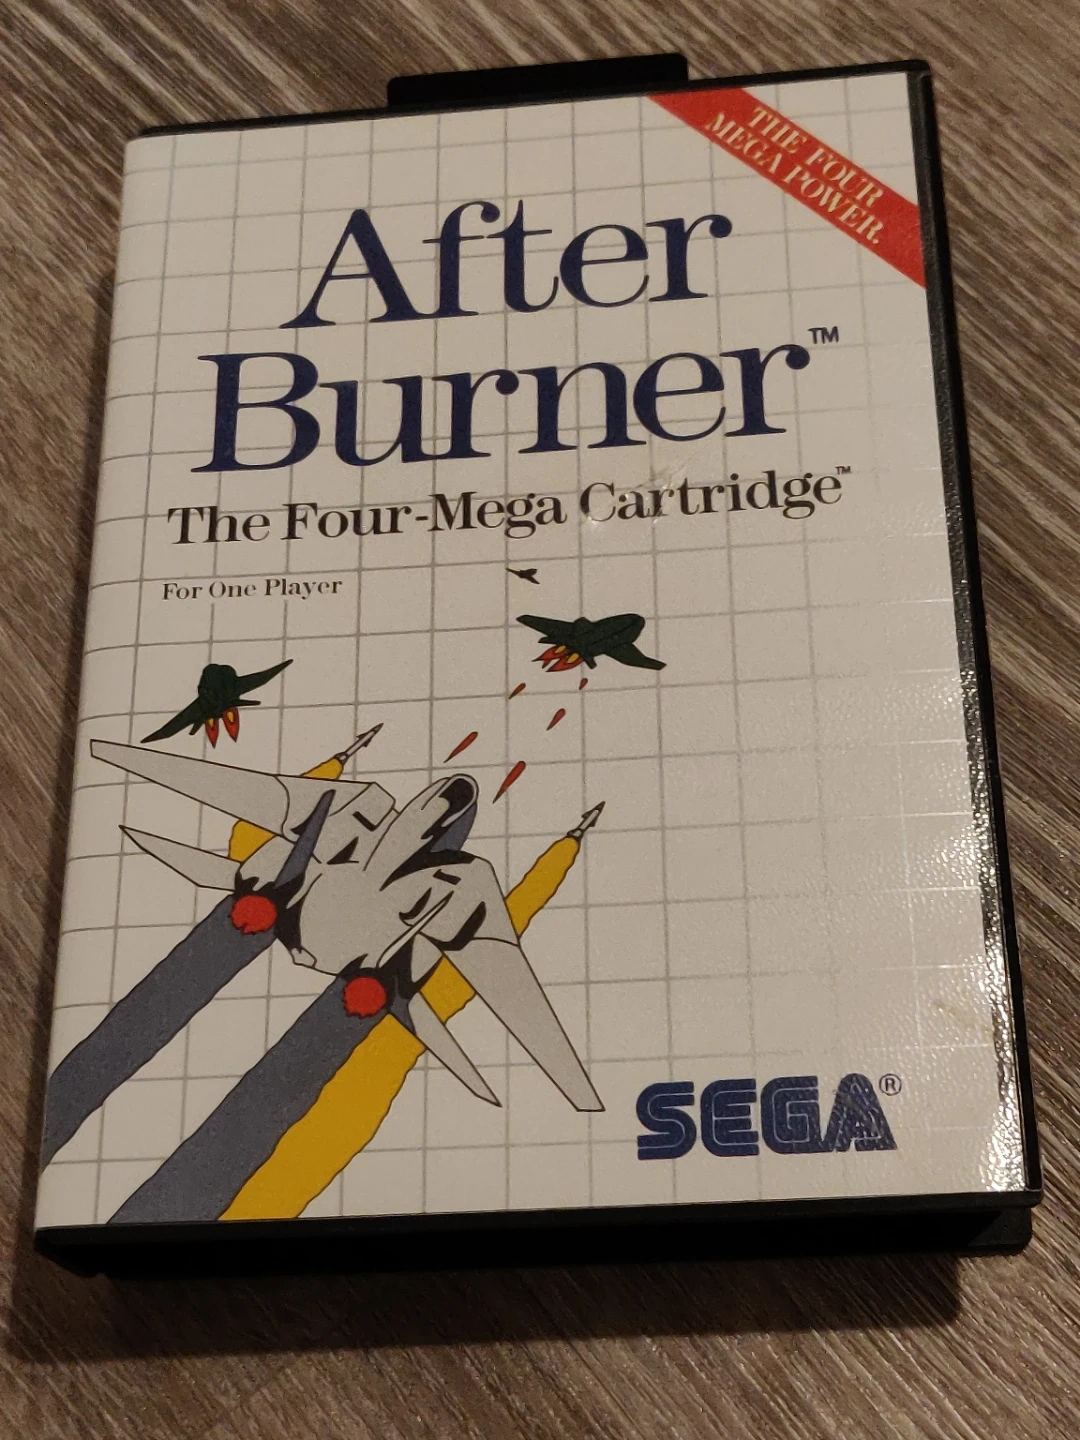 THE FOUR
MEGA POWER.
After
Burner™
The Four-Mega Cartridge™
For One Player
SEGA®